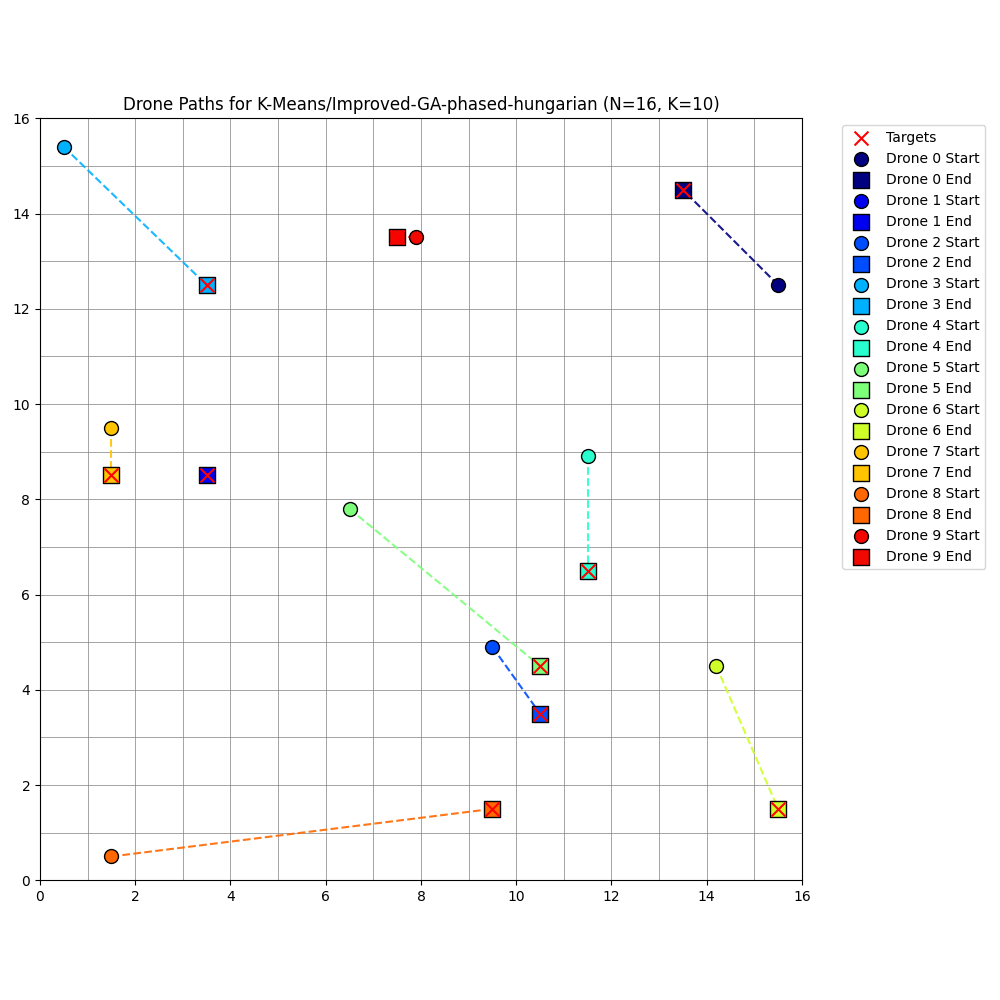 Drone Paths for K-Means/Improved-GA-phased-hungarian (N=16, K=10)
16
14
12
10
8
6
4
2
0
0 2 4 6 8 10 12 14 16
Targets
Drone 0 Start
Drone 0 End
Drone 1 Start
Drone 1 End
Drone 2 Start
Drone 2 End
Drone 3 Start
Drone 3 End
Drone 4 Start
Drone 4 End
Drone 5 Start
Drone 5 End
Drone 6 Start
Drone 6 End
Drone 7 Start
Drone 7 End
Drone 8 Start
Drone 8 End
Drone 9 Start
Drone 9 End